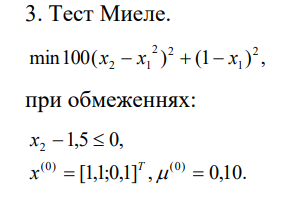 3. Тест Миеле.
min 100(x₂ − x₁²)² + (1 − x₁)²,
при обмеженнях:
x₂ − 1,5 ≤ 0,
x⁽⁰⁾ = [1,1;0,1]ᵀ, μ⁽⁰⁾ = 0,10.